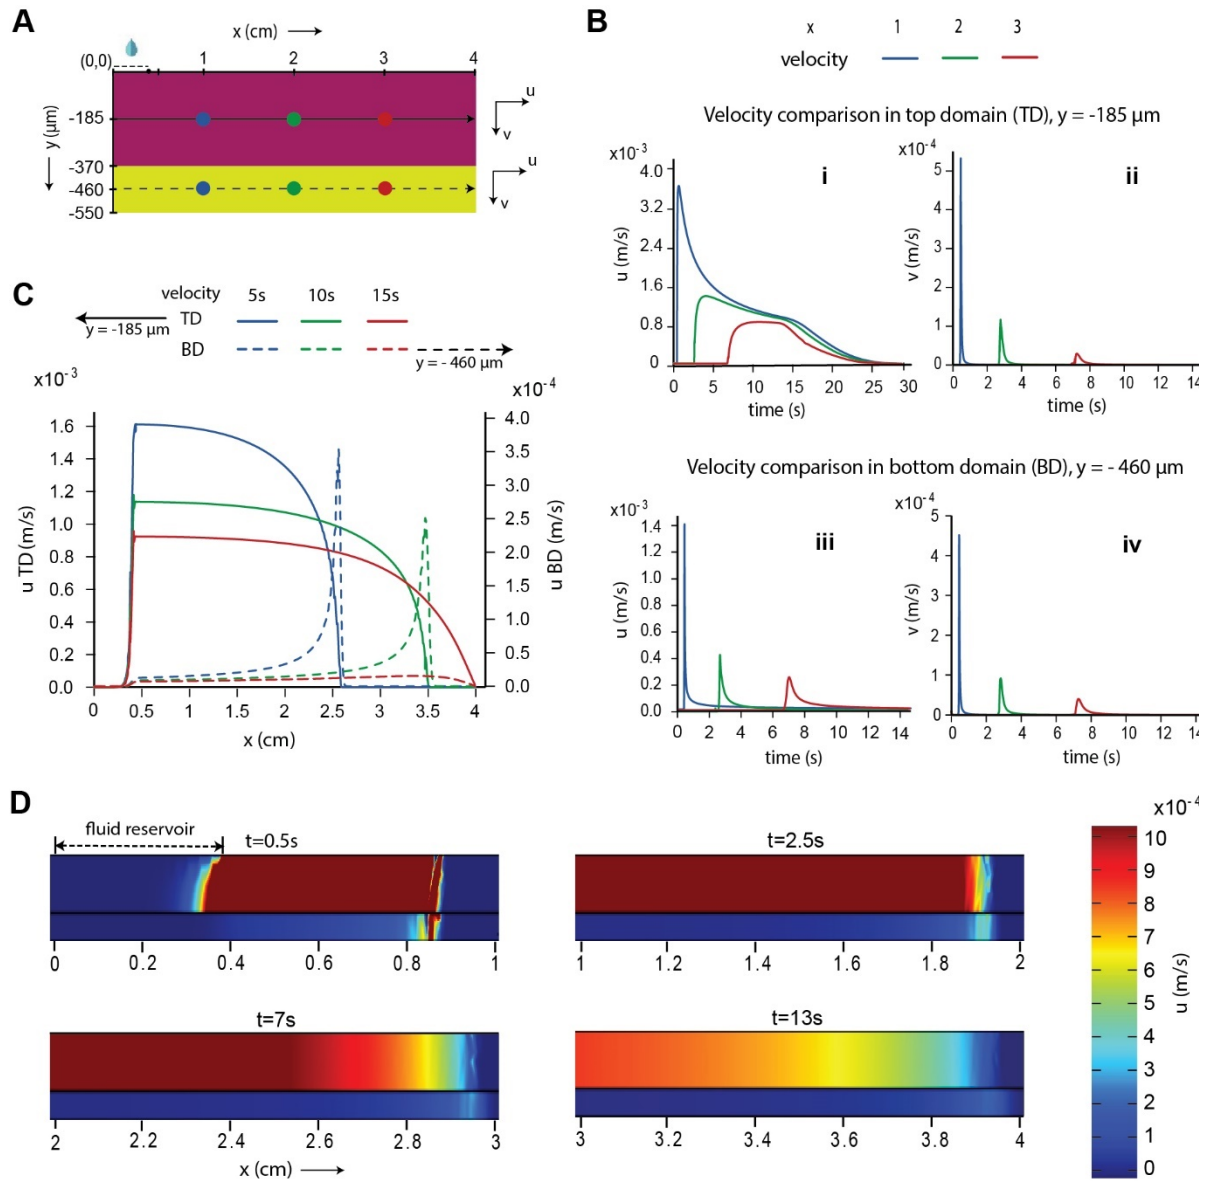 A
x (cm)
(0,0)
1 2 3 4
y (µm)
-185
-370
-460
-550
u
v
u
v
B
x 1 2 3
velocity
Velocity comparison in top domain (TD), y = -185 µm
x10⁻³
i
u (m/s)
4.0
3.2
2.4
1.6
0.8
0
0 5 10 15 20 25 30
time (s)
x10⁻⁴
ii
v (m/s)
5
4
3
2
1
0
0 2 4 6 8 10 12 14
time (s)
Velocity comparison in bottom domain (BD), y = - 460 µm
x10⁻³
iii
u (m/s)
1.4
1.2
1.0
0.8
0.6
0.4
0.2
0.0
0 2 4 6 8 10 12 14
time (s)
x10⁻⁴
iv
v (m/s)
5
4
3
2
1
0
0 2 4 6 8 10 12 14
time (s)
C
velocity 5s 10s 15s
y = -185 µm
TD
BD
y = - 460 µm
x10⁻³
u TD (m/s)
1.6
1.4
1.2
1.0
0.8
0.6
0.4
0.2
0.0
x10⁻⁴
u BD (m/s)
4.0
3.5
3.0
2.5
2.0
1.5
1.0
0.5
0.0
0 0.5 1 1.5 2 2.5 3 3.5 4
x (cm)
D
fluid reservoir
t=0.5s
0 0.2 0.4 0.6 0.8 1
t=2.5s
1 1.2 1.4 1.6 1.8 2
t=7s
2 2.2 2.4 2.6 2.8 3
x (cm)
t=13s
3 3.2 3.4 3.6 3.8 4
x10⁻⁴
10
9
8
7
6
5
4
3
2
1
0
u (m/s)